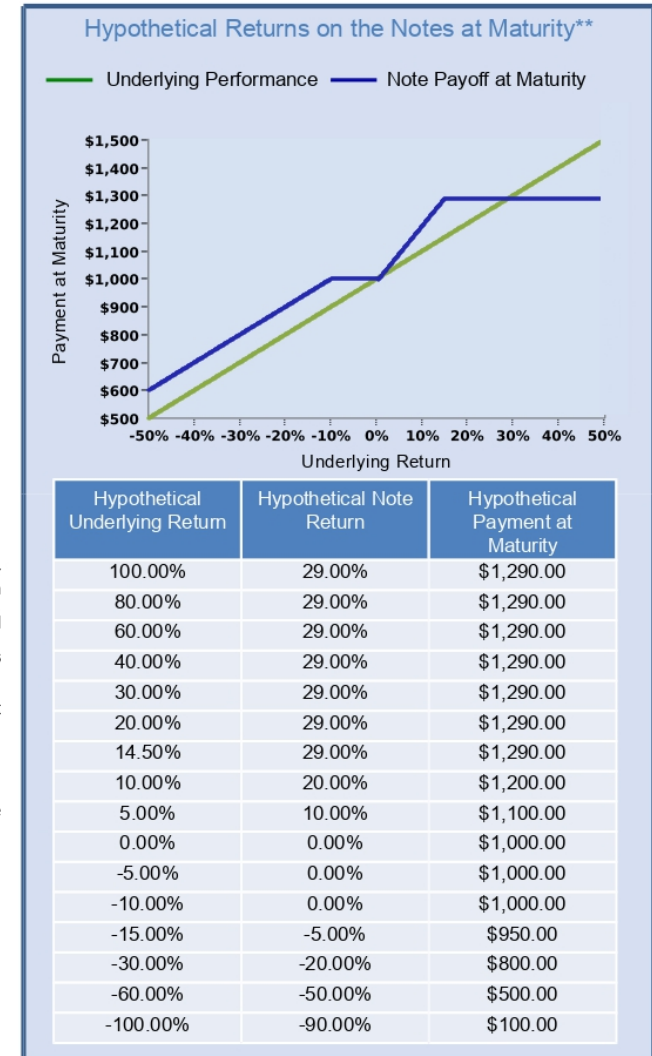 Hypothetical Returns on the Notes at Maturity**
Underlying Performance Note Payoff at Maturity
$1,500
$1,400
$1,300
$1,200
$1,100
$1,000
$900
$800
$700
$600
$500
Payment at Maturity
-50% -40% -30% -20% -10% 0% 10% 20% 30% 40% 50%
Underlying Return
Hypothetical Underlying Return
Hypothetical Note Return
Hypothetical Payment at Maturity
100.00% 29.00% $1,290.00
80.00% 29.00% $1,290.00
60.00% 29.00% $1,290.00
40.00% 29.00% $1,290.00
30.00% 29.00% $1,290.00
20.00% 29.00% $1,290.00
14.50% 29.00% $1,290.00
10.00% 20.00% $1,200.00
5.00% 10.00% $1,100.00
0.00% 0.00% $1,000.00
-5.00% 0.00% $1,000.00
-10.00% 0.00% $1,000.00
-15.00% -5.00% $950.00
-30.00% -20.00% $800.00
-60.00% -50.00% $500.00
-100.00% -90.00% $100.00